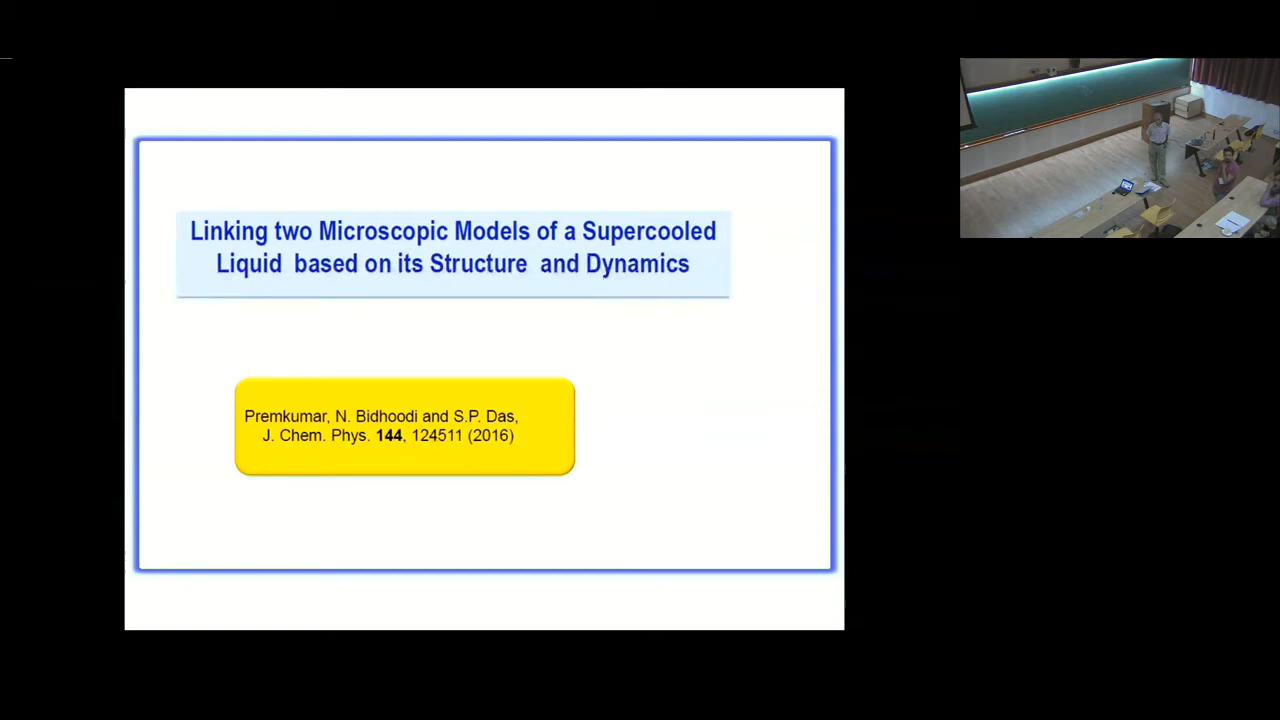 Linking two Microscopic Models of a Supercooled
Liquid based on its Structure and Dynamics
Premkumar, N. Bidhoodi and S.P. Das,
J. Chem. Phys. 144, 124511 (2016)